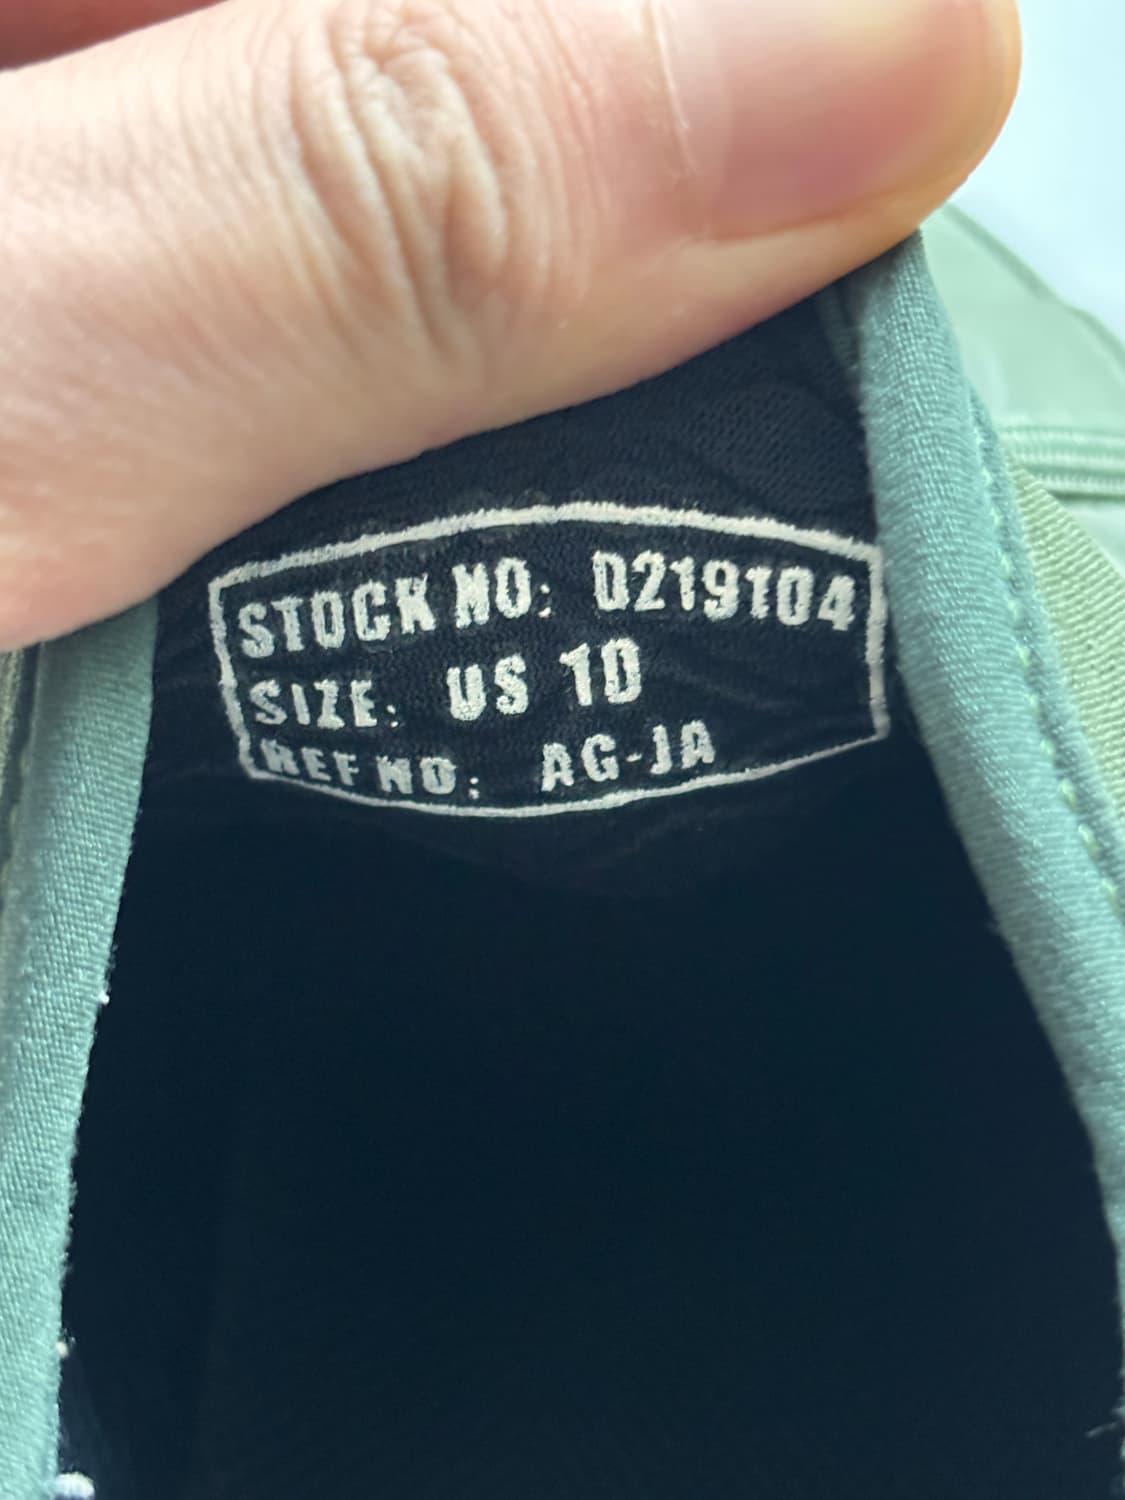 STOCK NO: 0219104
SIZE: US 10
REF NO: AG-JA